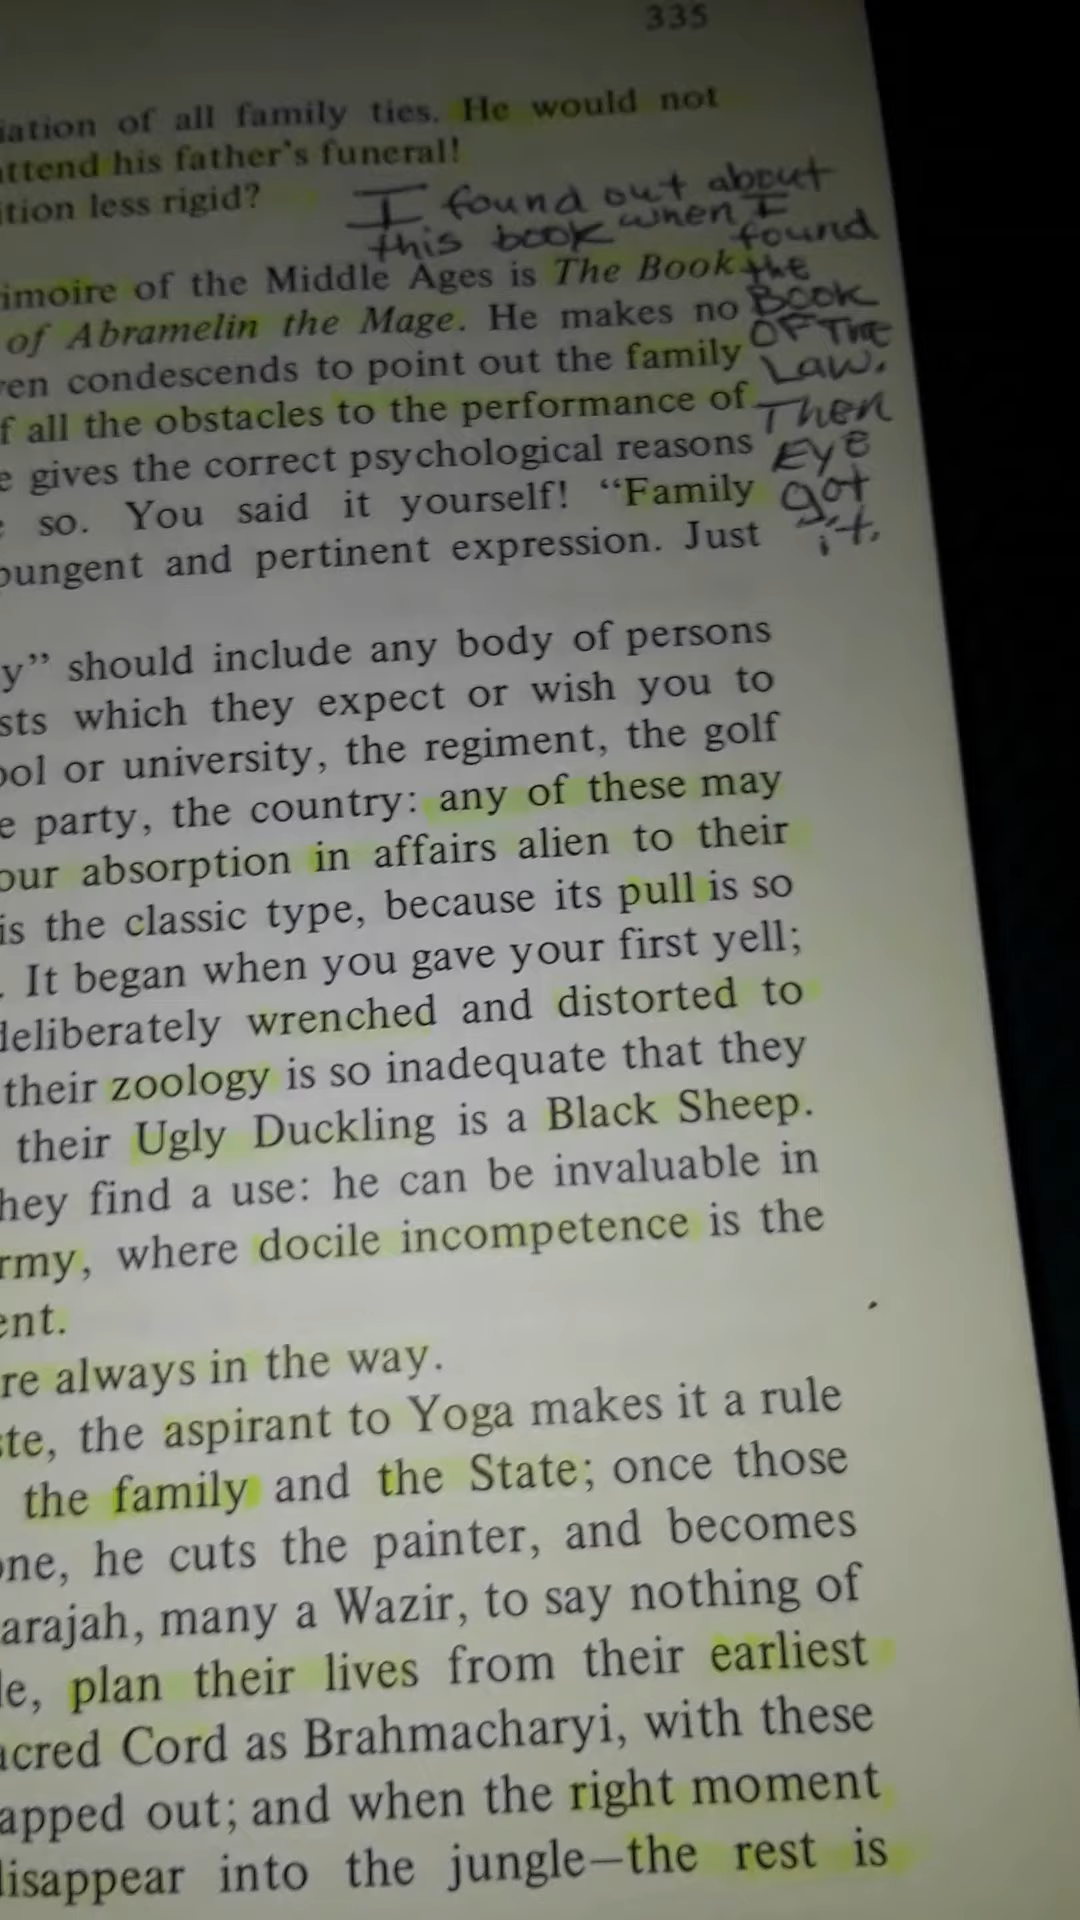 335
iation of all family ties. He would not
ttend his father's funeral!
ition less rigid?
I found out about
this book when I
found
the
Book
OF The
Law.
Then
EYE
got
it.
imoire of the Middle Ages is The Book
of Abramelin the Mage. He makes no
ven condescends to point out the family
f all the obstacles to the performance of
e gives the correct psychological reasons
so. You said it yourself! “Family
pungent and pertinent expression. Just
y” should include any body of persons
sts which they expect or wish you to
ool or university, the regiment, the golf
e party, the country: any of these may
our absorption in affairs alien to their
is the classic type, because its pull is so
. It began when you gave your first yell;
deliberately wrenched and distorted to
their zoology is so inadequate that they
their Ugly Duckling is a Black Sheep.
hey find a use: he can be invaluable in
rmy, where docile incompetence is the
ent.
re always in the way.
te, the aspirant to Yoga makes it a rule
the family and the State; once those
one, he cuts the painter, and becomes
arajah, many a Wazir, to say nothing of
le, plan their lives from their earliest
acred Cord as Brahmacharyi, with these
apped out; and when the right moment
disappear into the jungle—the rest is